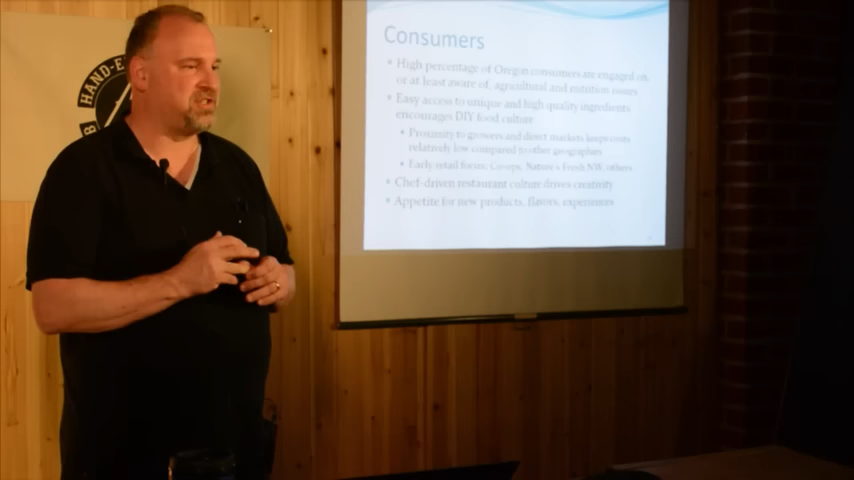 HAND-E
B
Consumers
• High percentage of Oregon consumers are engaged on,
or at least aware of, agricultural and nutrition issues
• Easy access to unique and high quality ingredients
encourages DIY food culture
• Proximity to growers and direct markets keeps costs
relatively low compared to other geographies
• Early retail focus: Co-ops, Nature's Fresh NW, others
• Chef-driven restaurant culture drives creativity
• Appetite for new products, flavors, experiences